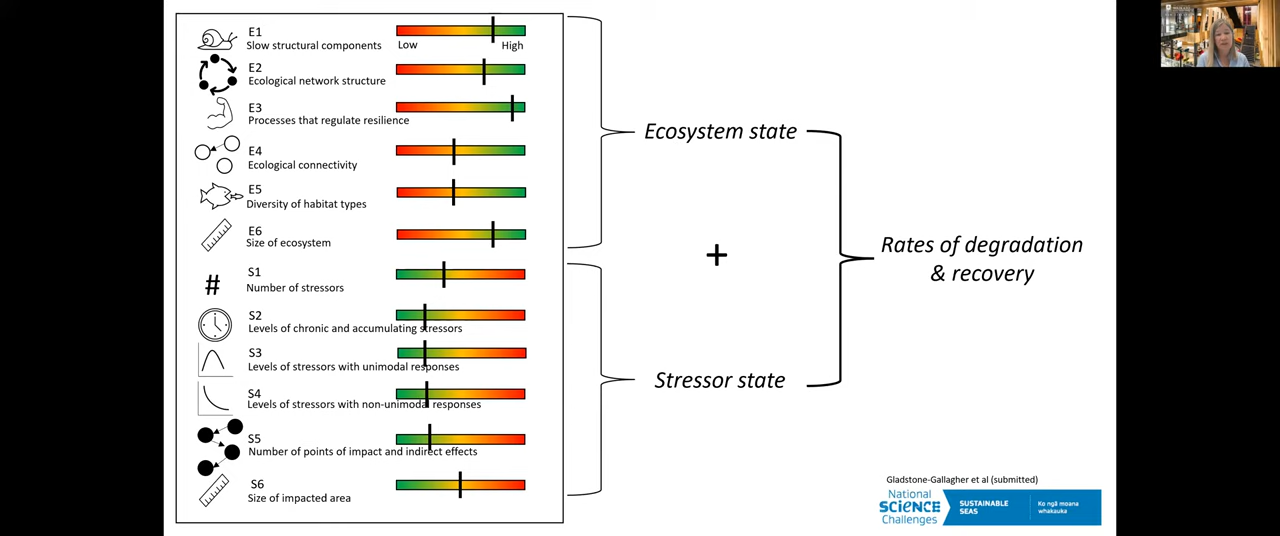 E1
Slow structural components
Low
High
E2
Ecological network structure
E3
Processes that regulate resilience
E4
Ecological connectivity
E5
Diversity of habitat types
E6
Size of ecosystem
#
S1
Number of stressors
S2
Levels of chronic and accumulating stressors
S3
Levels of stressors with unimodal responses
S4
Levels of stressors with non-unimodal responses
S5
Number of points of impact and indirect effects
S6
Size of impacted area
Ecosystem state
+
Stressor state
Rates of degradation
& recovery
Gladstone-Gallagher et al (submitted)
National
SCIENCE
Challenges
SUSTAINABLE
SEAS
Ko ngā moana
whakauka